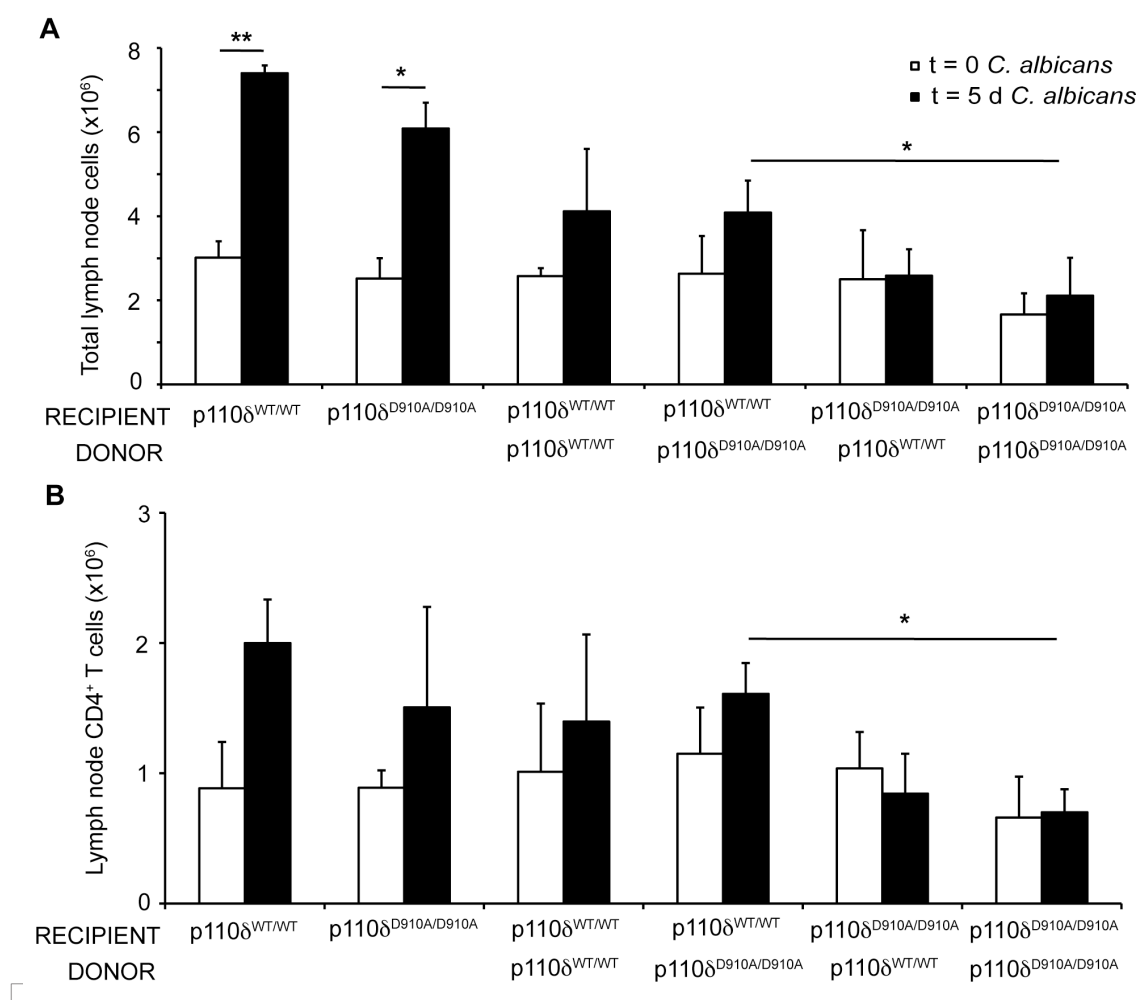 A
**
*
*
t = 0 C. albicans
t = 5 d C. albicans
Total lymph node cells (x10⁶)
8
6
4
2
0
RECIPIENT p110δWT/WT p110δD910A/D910A p110δWT/WT p110δWT/WT p110δD910A/D910A p110δD910A/D910A
DONOR p110δWT/WT p110δD910A/D910A p110δWT/WT p110δD910A/D910A
B
*
Lymph node CD4⁺ T cells (x10⁶)
3
2
1
0
RECIPIENT p110δWT/WT p110δD910A/D910A p110δWT/WT p110δWT/WT p110δD910A/D910A p110δD910A/D910A
DONOR p110δWT/WT p110δD910A/D910A p110δWT/WT p110δD910A/D910A